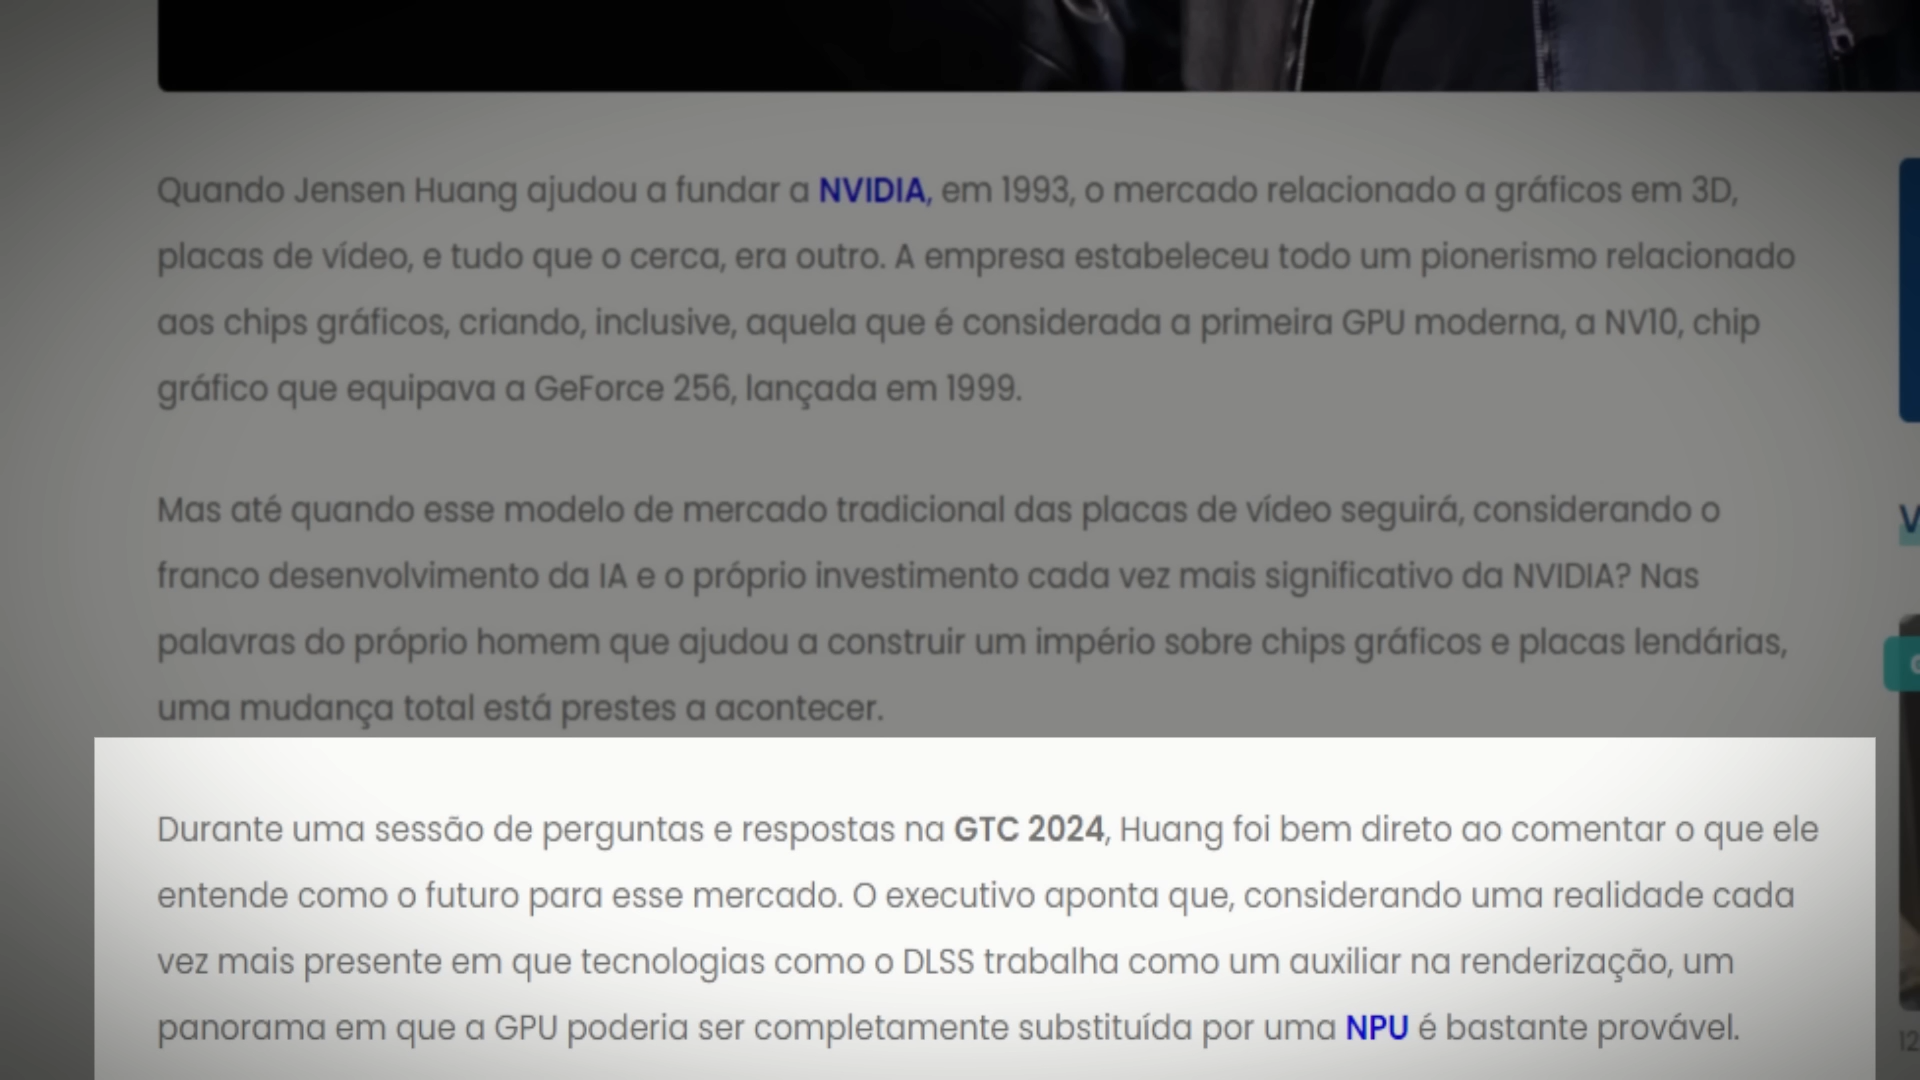 Quando Jensen Huang ajudou a fundar a NVIDIA, em 1993, o mercado relacionado a gráficos em 3D,
placas de vídeo, e tudo que o cerca, era outro. A empresa estabeleceu todo um pionerismo relacionado
aos chips gráficos, criando, inclusive, aquela que é considerada a primeira GPU moderna, a NV10, chip
gráfico que equipava a GeForce 256, lançada em 1999.
Mas até quando esse modelo de mercado tradicional das placas de vídeo seguirá, considerando o
franco desenvolvimento da IA e o próprio investimento cada vez mais significativo da NVIDIA? Nas
palavras do próprio homem que ajudou a construir um império sobre chips gráficos e placas lendárias,
uma mudança total está prestes a acontecer.
Durante uma sessão de perguntas e respostas na GTC 2024, Huang foi bem direto ao comentar o que ele
entende como o futuro para esse mercado. O executivo aponta que, considerando uma realidade cada
vez mais presente em que tecnologias como o DLSS trabalha como um auxiliar na renderização, um
panorama em que a GPU poderia ser completamente substituída por uma NPU é bastante provável.